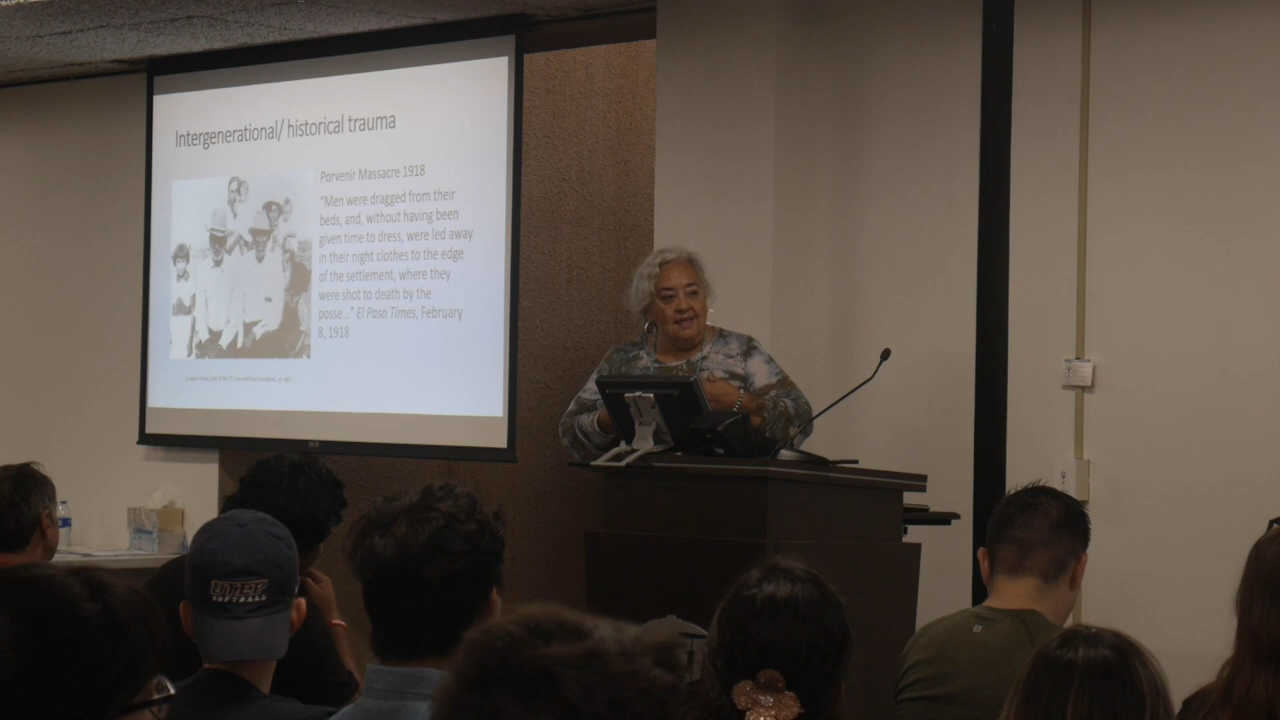 Intergenerational/ historical trauma
Porvenir Massacre 1918
"Men were dragged from their
beds, and, without having been
given time to dress, were led away
in their night clothes to the edge
of the settlement, where they
were shot to death by the
posse..." El Paso Times, February
8, 1918
UTEP
SOFTBALL